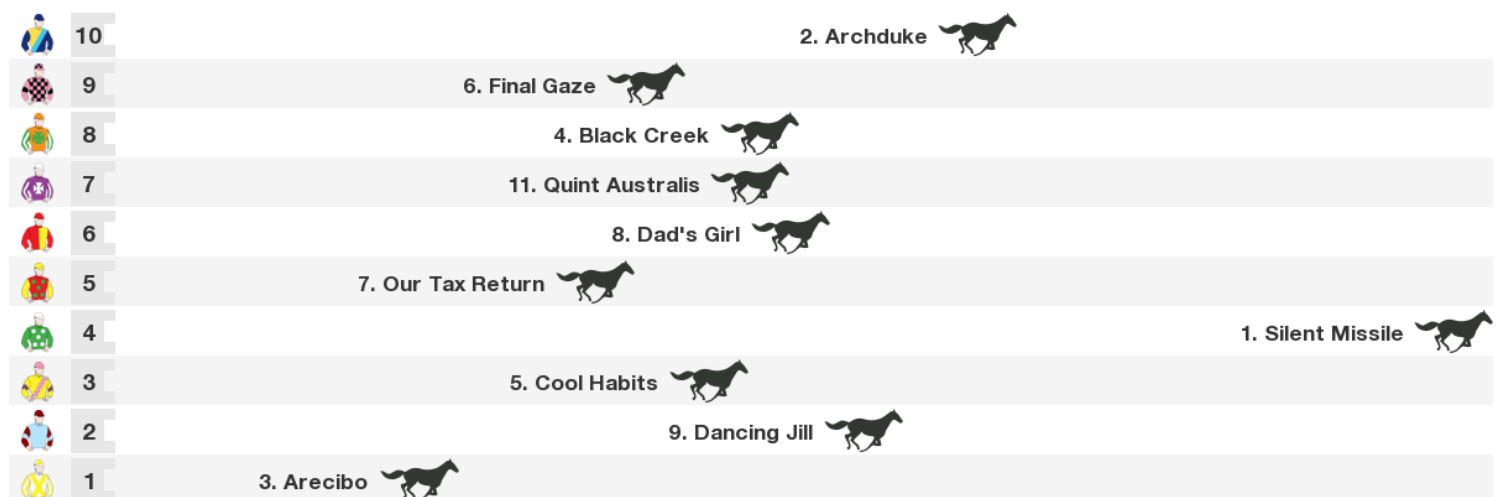 10 2. Archduke
9 6. Final Gaze
8 4. Black Creek
7 11. Quint Australis
6 8. Dad's Girl
5 7. Our Tax Return
4 1. Silent Missile
3 5. Cool Habits
2 9. Dancing Jill
1 3. Arecibo